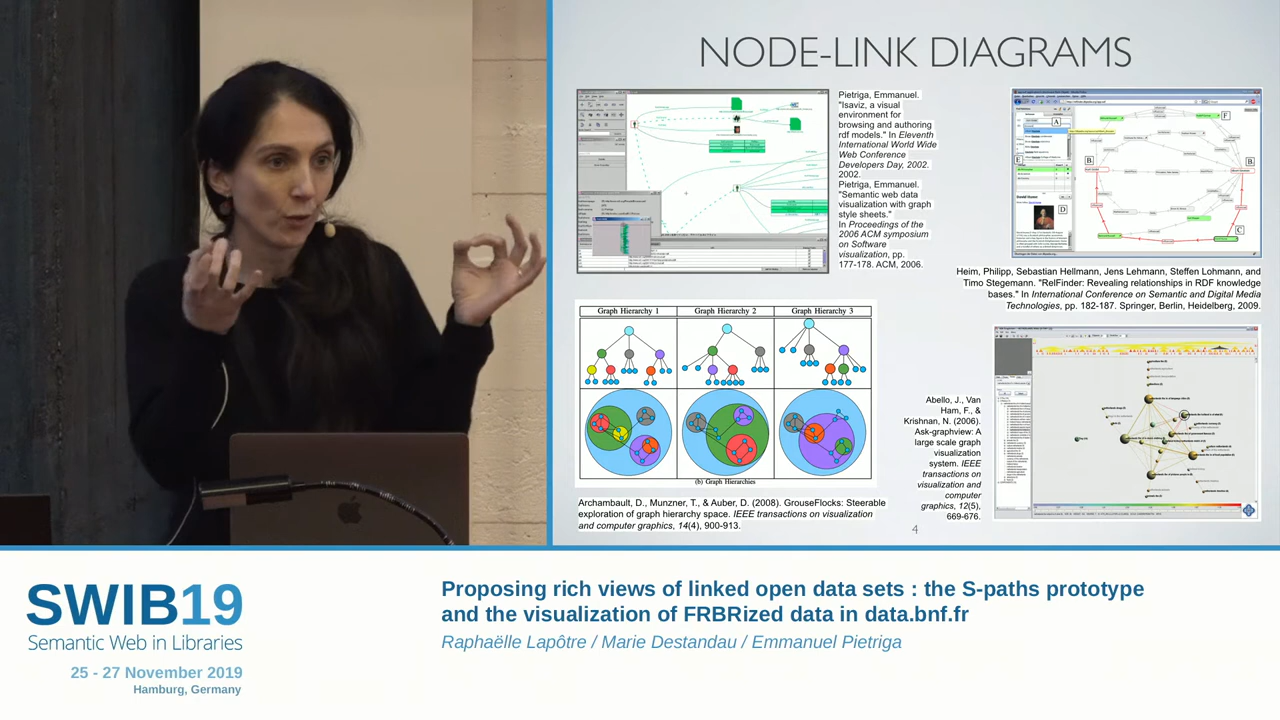 NODE-LINK DIAGRAMS
Pietriga, Emmanuel.
"Isaviz, a visual
environment for
browsing and authoring
rdf models." In Eleventh
International World Wide
Web Conference
Developers Day, 2002.
2002.
Pietriga, Emmanuel.
"Semantic web data
visualization with graph
style sheets."
In Proceedings of the
2006 ACM symposium
on Software
visualization, pp.
177-178. ACM, 2006.
A
F
E
B
B
D
C
Heim, Philipp, Sebastian Hellmann, Jens Lehmann, Steffen Lohmann, and
Timo Stegemann. "RelFinder: Revealing relationships in RDF knowledge
bases." In International Conference on Semantic and Digital Media
Technologies, pp. 182-187. Springer, Berlin, Heidelberg, 2009.
Graph Hierarchy 1 Graph Hierarchy 2 Graph Hierarchy 3
(b) Graph Hierarchies
Archambault, D., Munzner, T., & Auber, D. (2008). GrouseFlocks: Steerable
exploration of graph hierarchy space. IEEE transactions on visualization
and computer graphics, 14(4), 900-913.
Abello, J., Van
Ham, F., &
Krishnan, N. (2006).
Ask-graphview: A
large scale graph
visualization
system. IEEE
transactions on
visualization and
computer
graphics, 12(5),
669-676.
4
SWIB19
Semantic Web in Libraries
25 - 27 November 2019
Hamburg, Germany
Proposing rich views of linked open data sets : the S-paths prototype
and the visualization of FRBRized data in data.bnf.fr
Raphaëlle Lapôtre / Marie Destandau / Emmanuel Pietriga